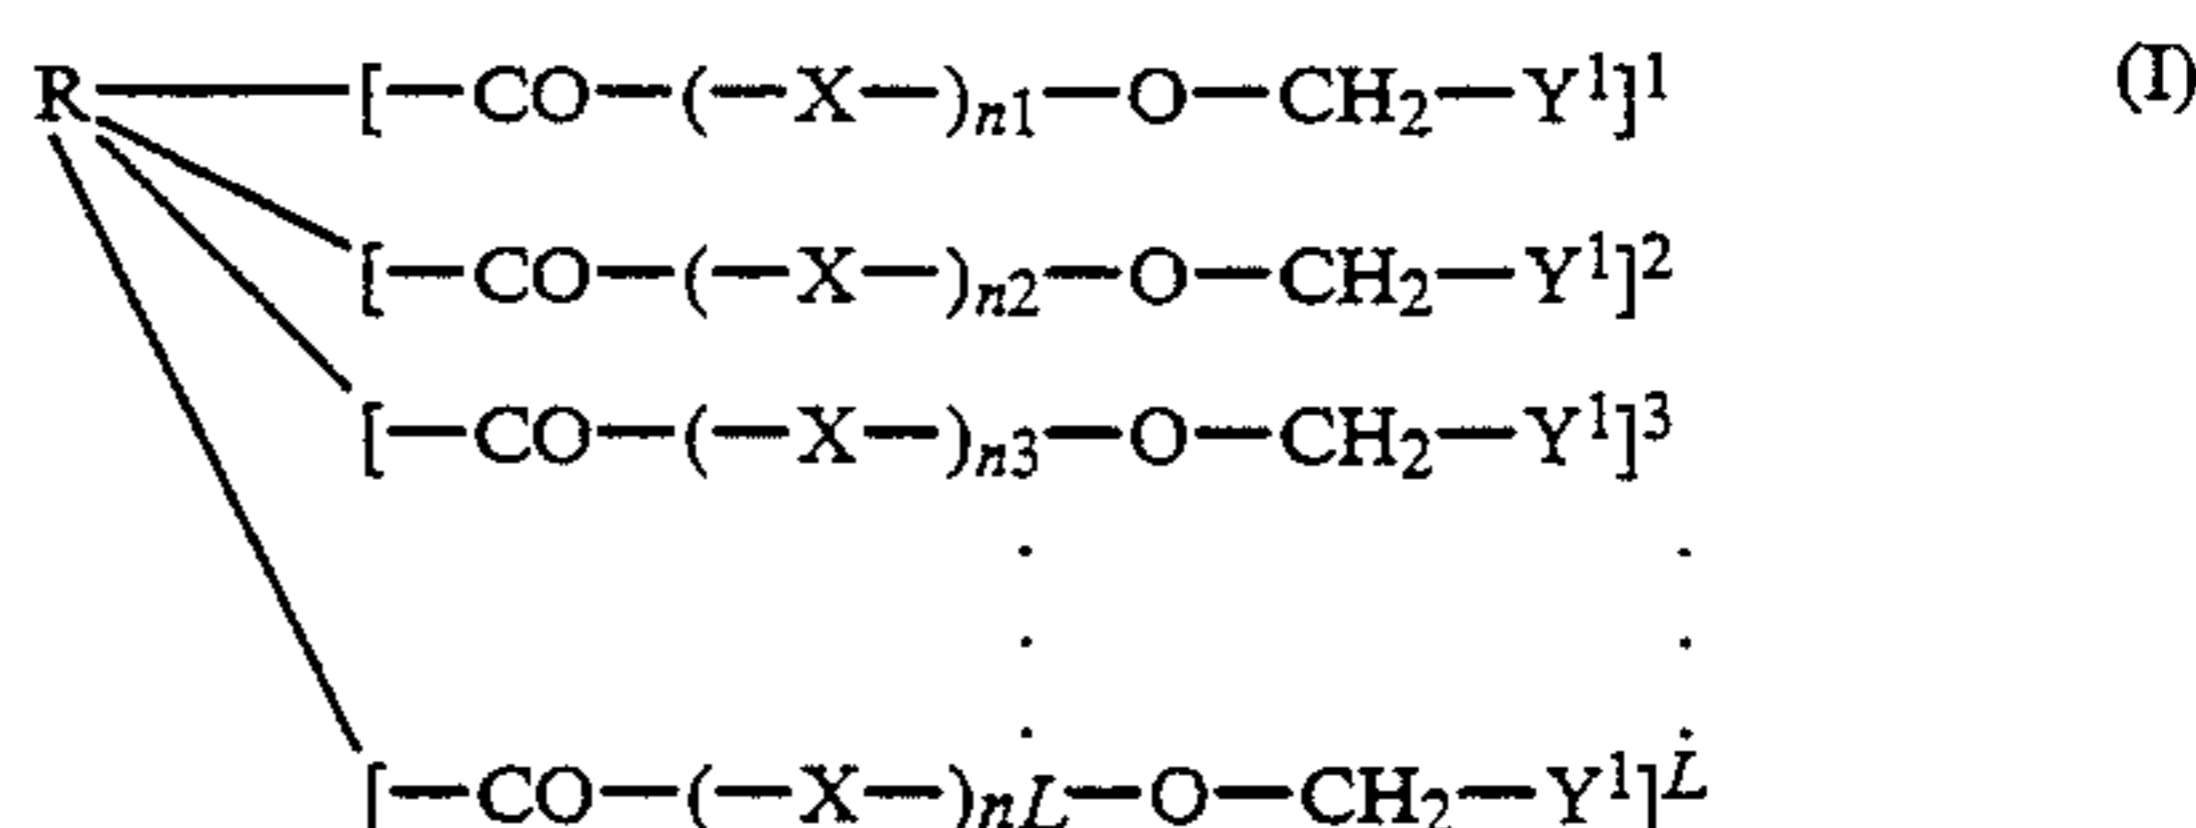 R—[—CO—(—X—)n1—O—CH2—Y1]1 (I)
[—CO—(—X—)n2—O—CH2—Y1]2
[—CO—(—X—)n3—O—CH2—Y1]3
. .
. .
. .
[—CO—(—X—)nL—O—CH2—Y1]L